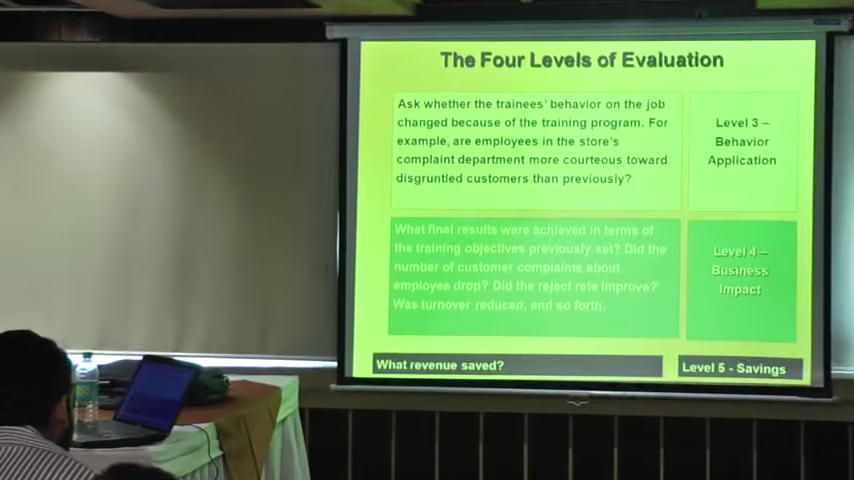 The Four Levels of Evaluation
Ask whether the trainees' behavior on the job
changed because of the training program. For
example, are employees in the store's
complaint department more courteous toward
disgruntled customers than previously?
Level 3 –
Behavior
Application
What final results were achieved in terms of
the training objectives previously set? Did the
number of customer complaints about
employee drop? Did the reject rate improve?
Was turnover reduced, and so forth.
Level 4 –
Business
Impact
What revenue saved?
Level 5 - Savings